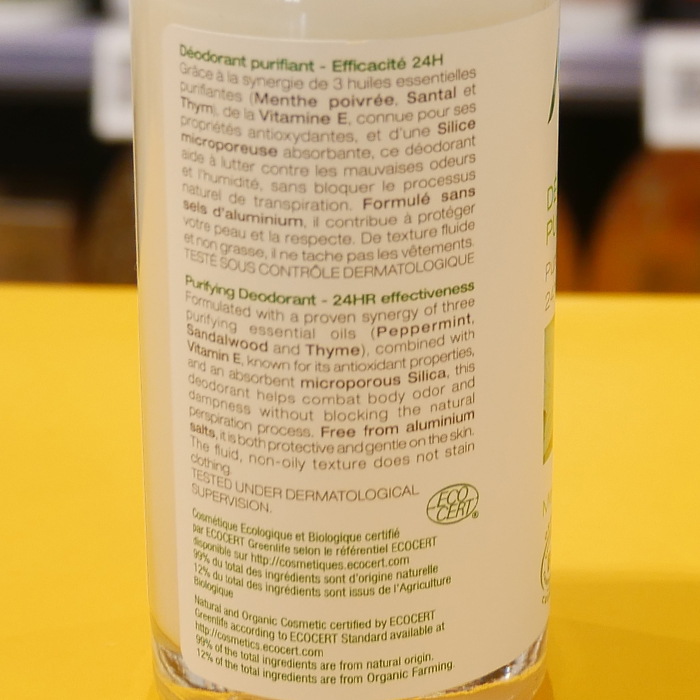 Déodorant purifiant - Efficacité 24H
Grâce à la synergie de 3 huiles essentielles
purifiantes (Menthe poivrée, Santal et
Thym), de la Vitamine E, connue pour ses
propriétés antioxydantes, et d'une Silice
microporeuse absorbante, ce déodorant
aide à lutter contre les mauvaises odeurs
et l'humidité, sans bloquer le processus
naturel de transpiration. Formulé sans
sels d'aluminium, il contribue à protéger
votre peau et la respecte. De texture fluide
et non grasse, il ne tache pas les vêtements.
TESTÉ SOUS CONTRÔLE DERMATOLOGIQUE
Purifying Deodorant - 24HR effectiveness
Formulated with a proven synergy of three
purifying essential oils (Peppermint,
Sandalwood and Thyme), combined with
Vitamin E, known for its antioxidant properties,
and an absorbent microporous Silica, this
deodorant helps combat body odor and
dampness without blocking the natural
perspiration process. Free from aluminium
salts, it is both protective and gentle on the skin.
The fluid, non-oily texture does not stain
clothing.
TESTED UNDER DERMATOLOGICAL
SUPERVISION.
ECO
CERT®
Cosmétique Ecologique et Biologique certifié
par ECOCERT Greenlife selon le référentiel ECOCERT
disponible sur http://cosmetiques.ecocert.com
99% du total des ingrédients sont d'origine naturelle
12% du total des ingrédients sont issus de l'Agriculture
Biologique
Natural and Organic Cosmetic certified by ECOCERT
Greenlife according to ECOCERT Standard available at
http://cosmetics.ecocert.com
99% of the total ingredients are from natural origin.
12% of the total ingredients are from Organic Farming.